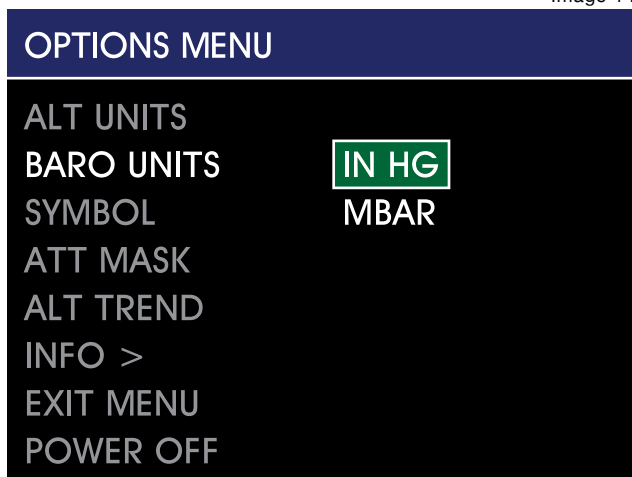 OPTIONS MENU
ALT UNITS
BARO UNITS IN HG
SYMBOL MBAR
ATT MASK
ALT TREND
INFO >
EXIT MENU
POWER OFF